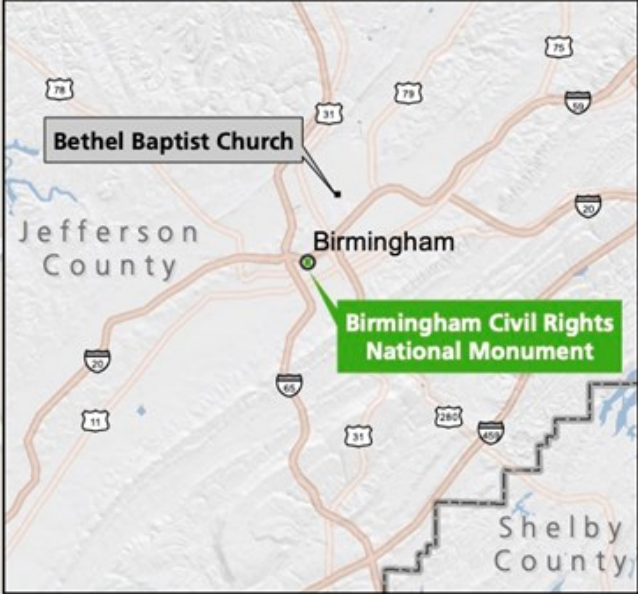 75
78
79
59
31
Bethel Baptist Church
20
Jefferson
County
Birmingham
Birmingham Civil Rights
National Monument
20
65
11
280
31
459
Shelby
County